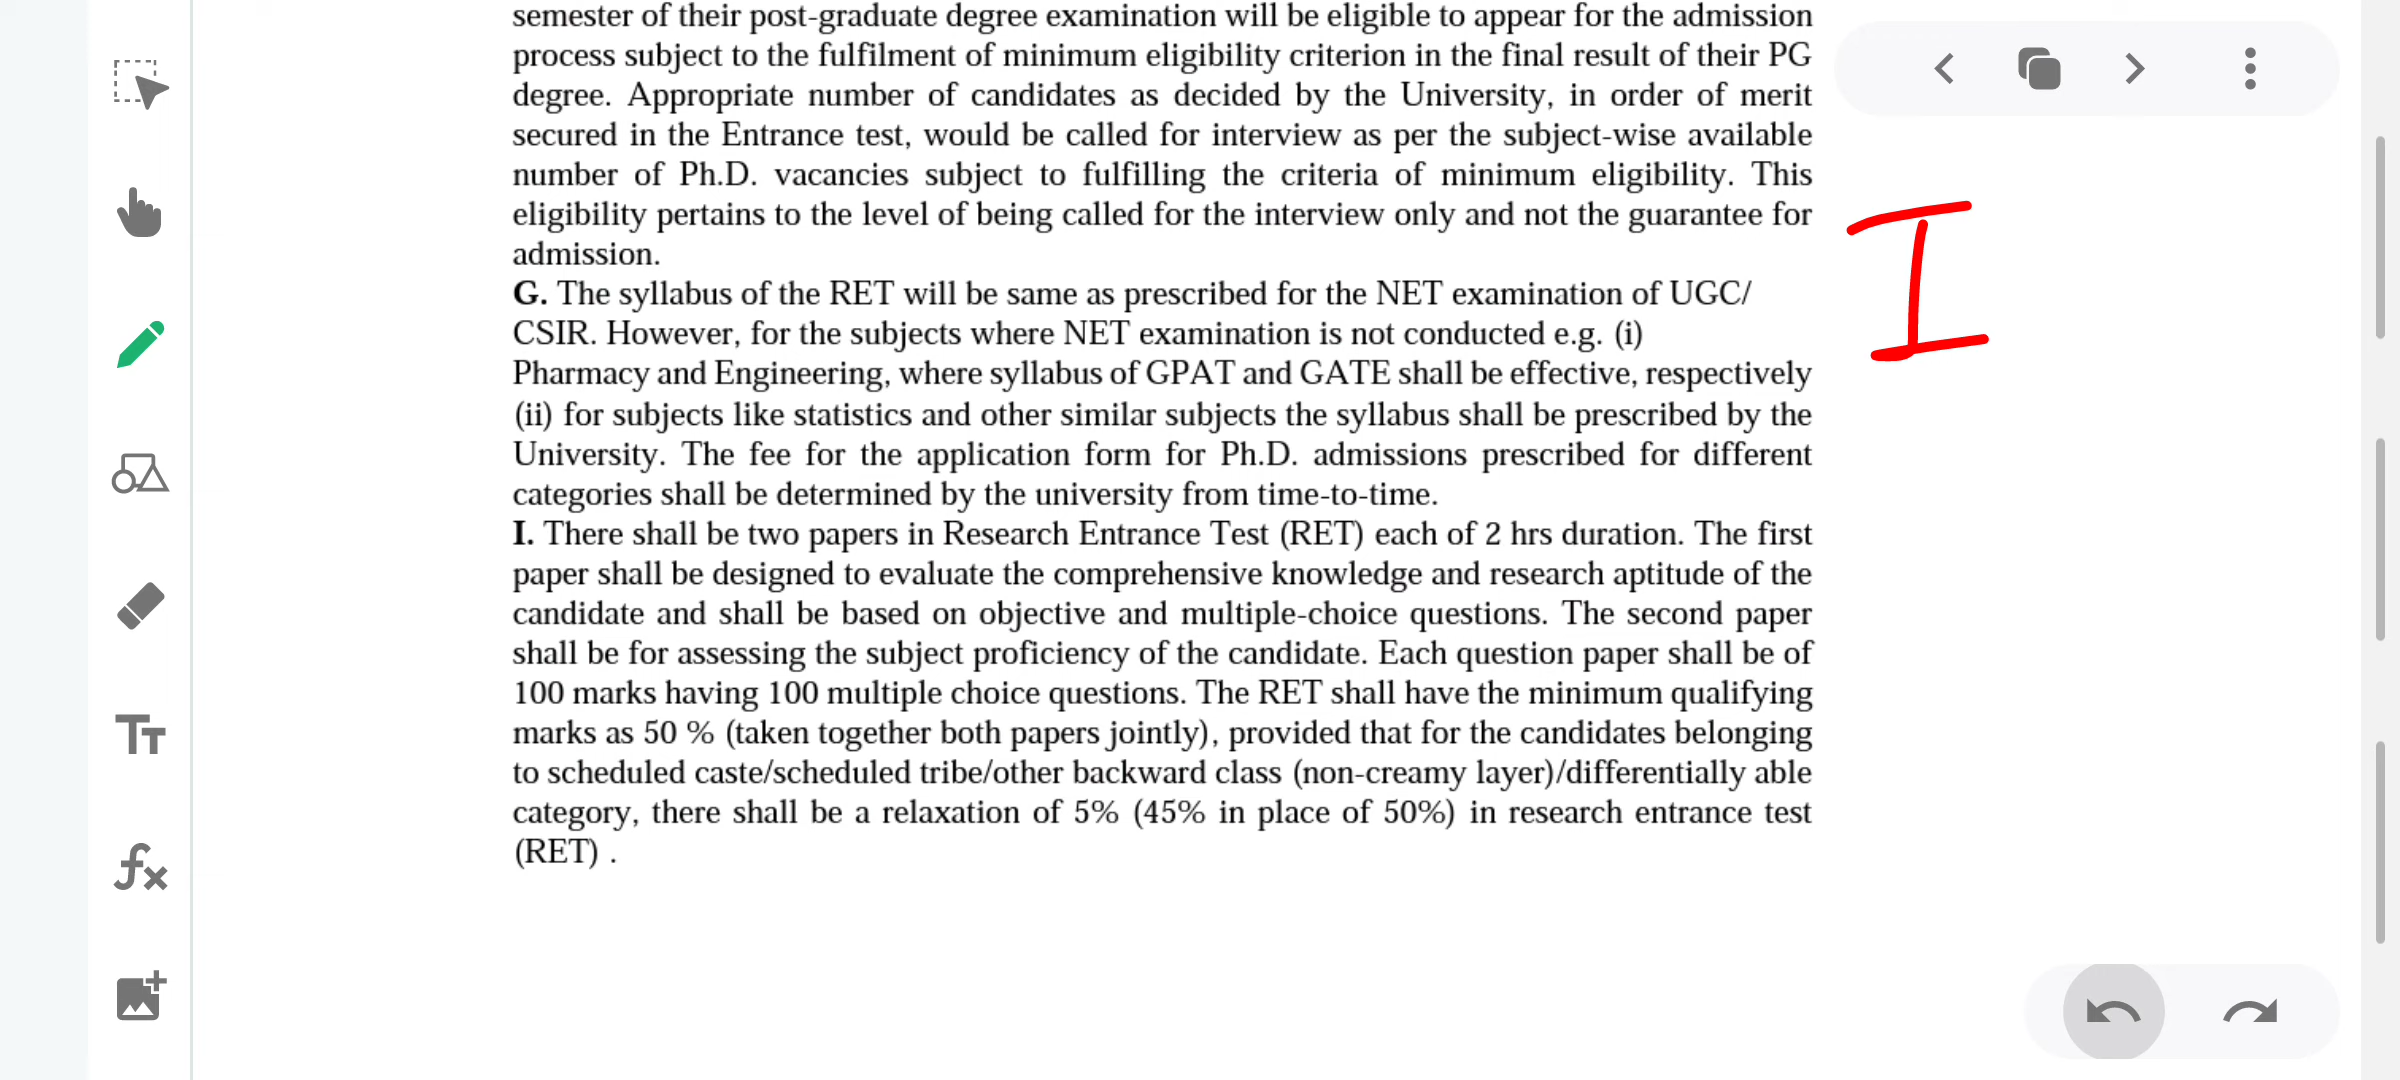 semester of their post-graduate degree examination will be eligible to appear for the admission
process subject to the fulfilment of minimum eligibility criterion in the final result of their PG
degree. Appropriate number of candidates as decided by the University, in order of merit
secured in the Entrance test, would be called for interview as per the subject-wise available
number of Ph.D. vacancies subject to fulfilling the criteria of minimum eligibility. This
eligibility pertains to the level of being called for the interview only and not the guarantee for
admission.
I
G. The syllabus of the RET will be same as prescribed for the NET examination of UGC/
CSIR. However, for the subjects where NET examination is not conducted e.g. (i)
Pharmacy and Engineering, where syllabus of GPAT and GATE shall be effective, respectively
(ii) for subjects like statistics and other similar subjects the syllabus shall be prescribed by the
University. The fee for the application form for Ph.D. admissions prescribed for different
categories shall be determined by the university from time-to-time.
I. There shall be two papers in Research Entrance Test (RET) each of 2 hrs duration. The first
paper shall be designed to evaluate the comprehensive knowledge and research aptitude of the
candidate and shall be based on objective and multiple-choice questions. The second paper
shall be for assessing the subject proficiency of the candidate. Each question paper shall be of
100 marks having 100 multiple choice questions. The RET shall have the minimum qualifying
marks as 50 % (taken together both papers jointly), provided that for the candidates belonging
to scheduled caste/scheduled tribe/other backward class (non-creamy layer)/differentially able
category, there shall be a relaxation of 5% (45% in place of 50%) in research entrance test
(RET) .